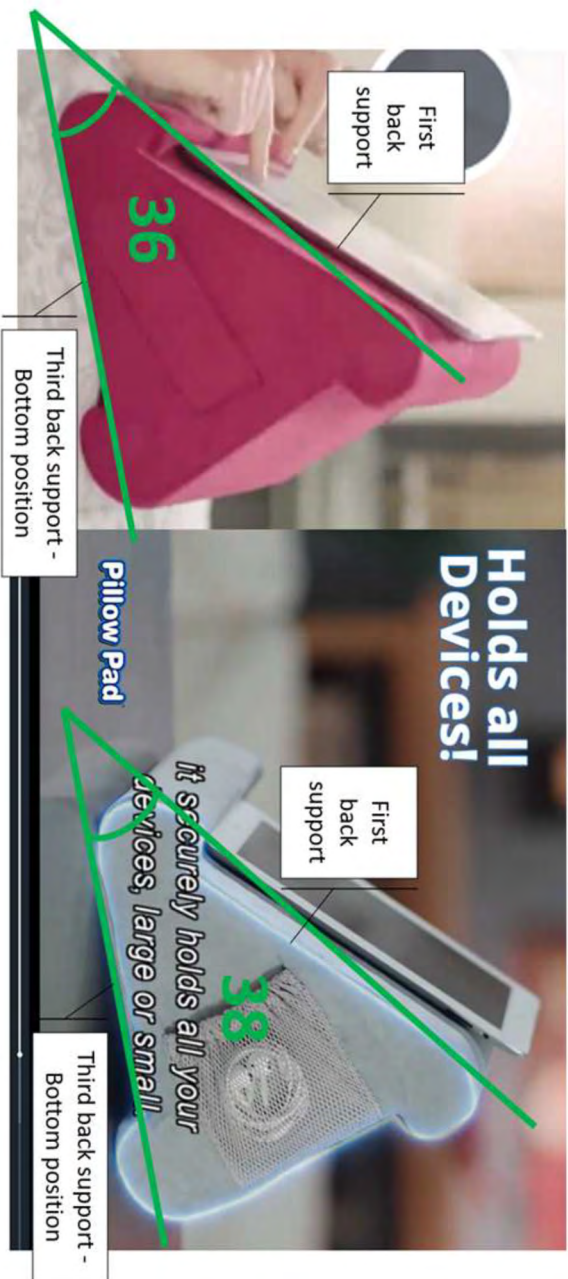 First
back
support
36
Third back support -
Bottom position
Holds all
Devices!
First
back
support
it securely holds all your
devices, large or small
38
Pillow Pad
Third back support -
Bottom position